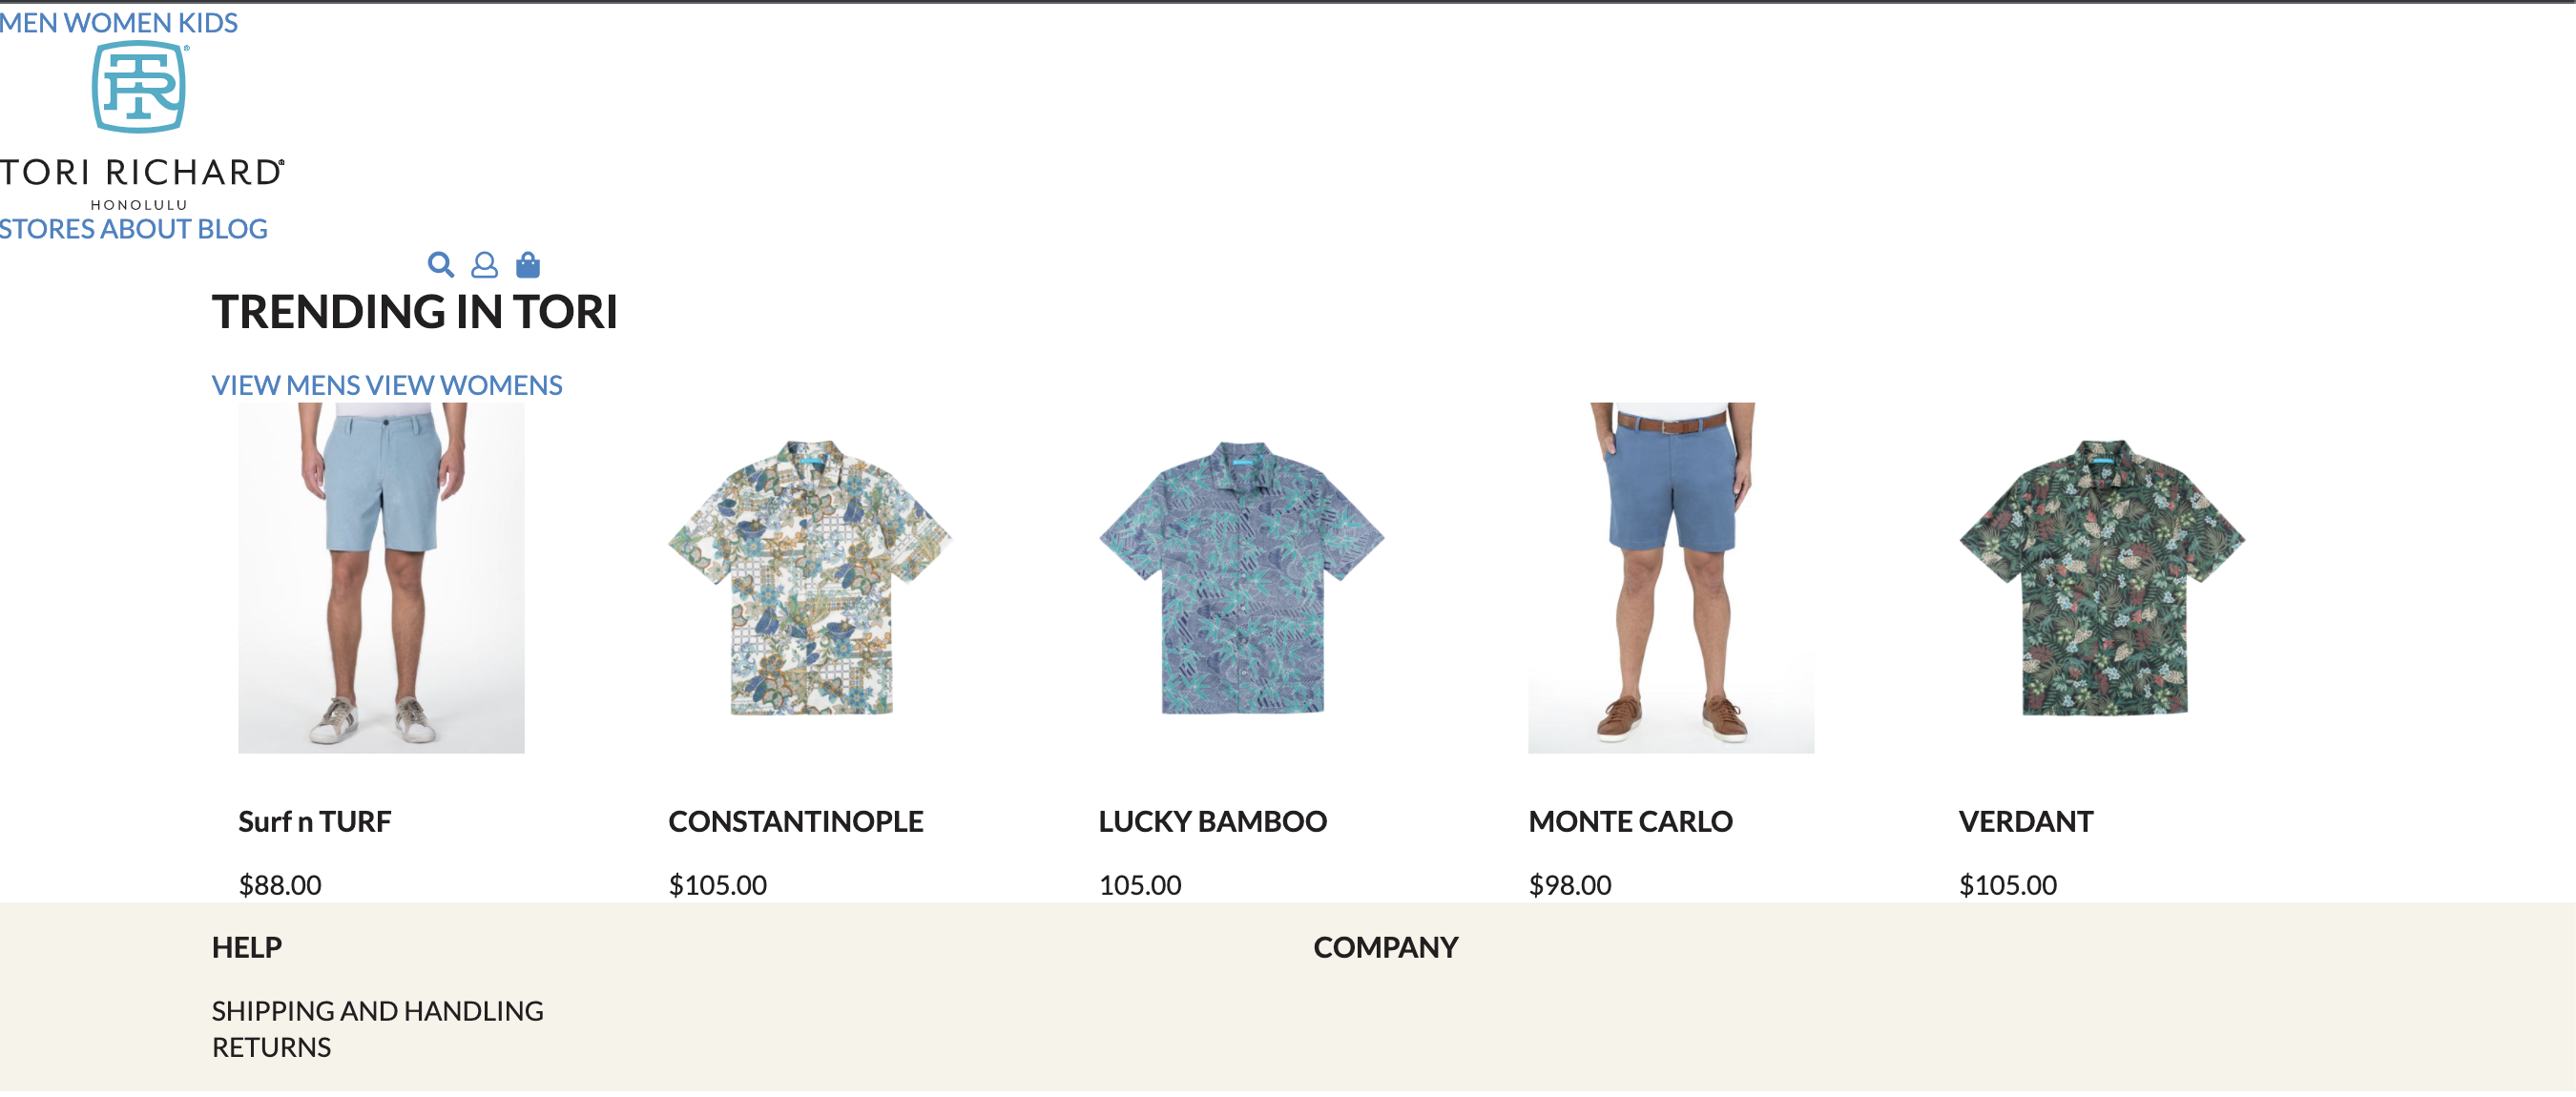 MEN WOMEN KIDS
TR®
TORI RICHARD®
HONOLULU
STORES ABOUT BLOG
TRENDING IN TORI
VIEW MENS VIEW WOMENS
Surf n TURF
$88.00
CONSTANTINOPLE
$105.00
LUCKY BAMBOO
105.00
MONTE CARLO
$98.00
VERDANT
$105.00
HELP
SHIPPING AND HANDLING
RETURNS
COMPANY